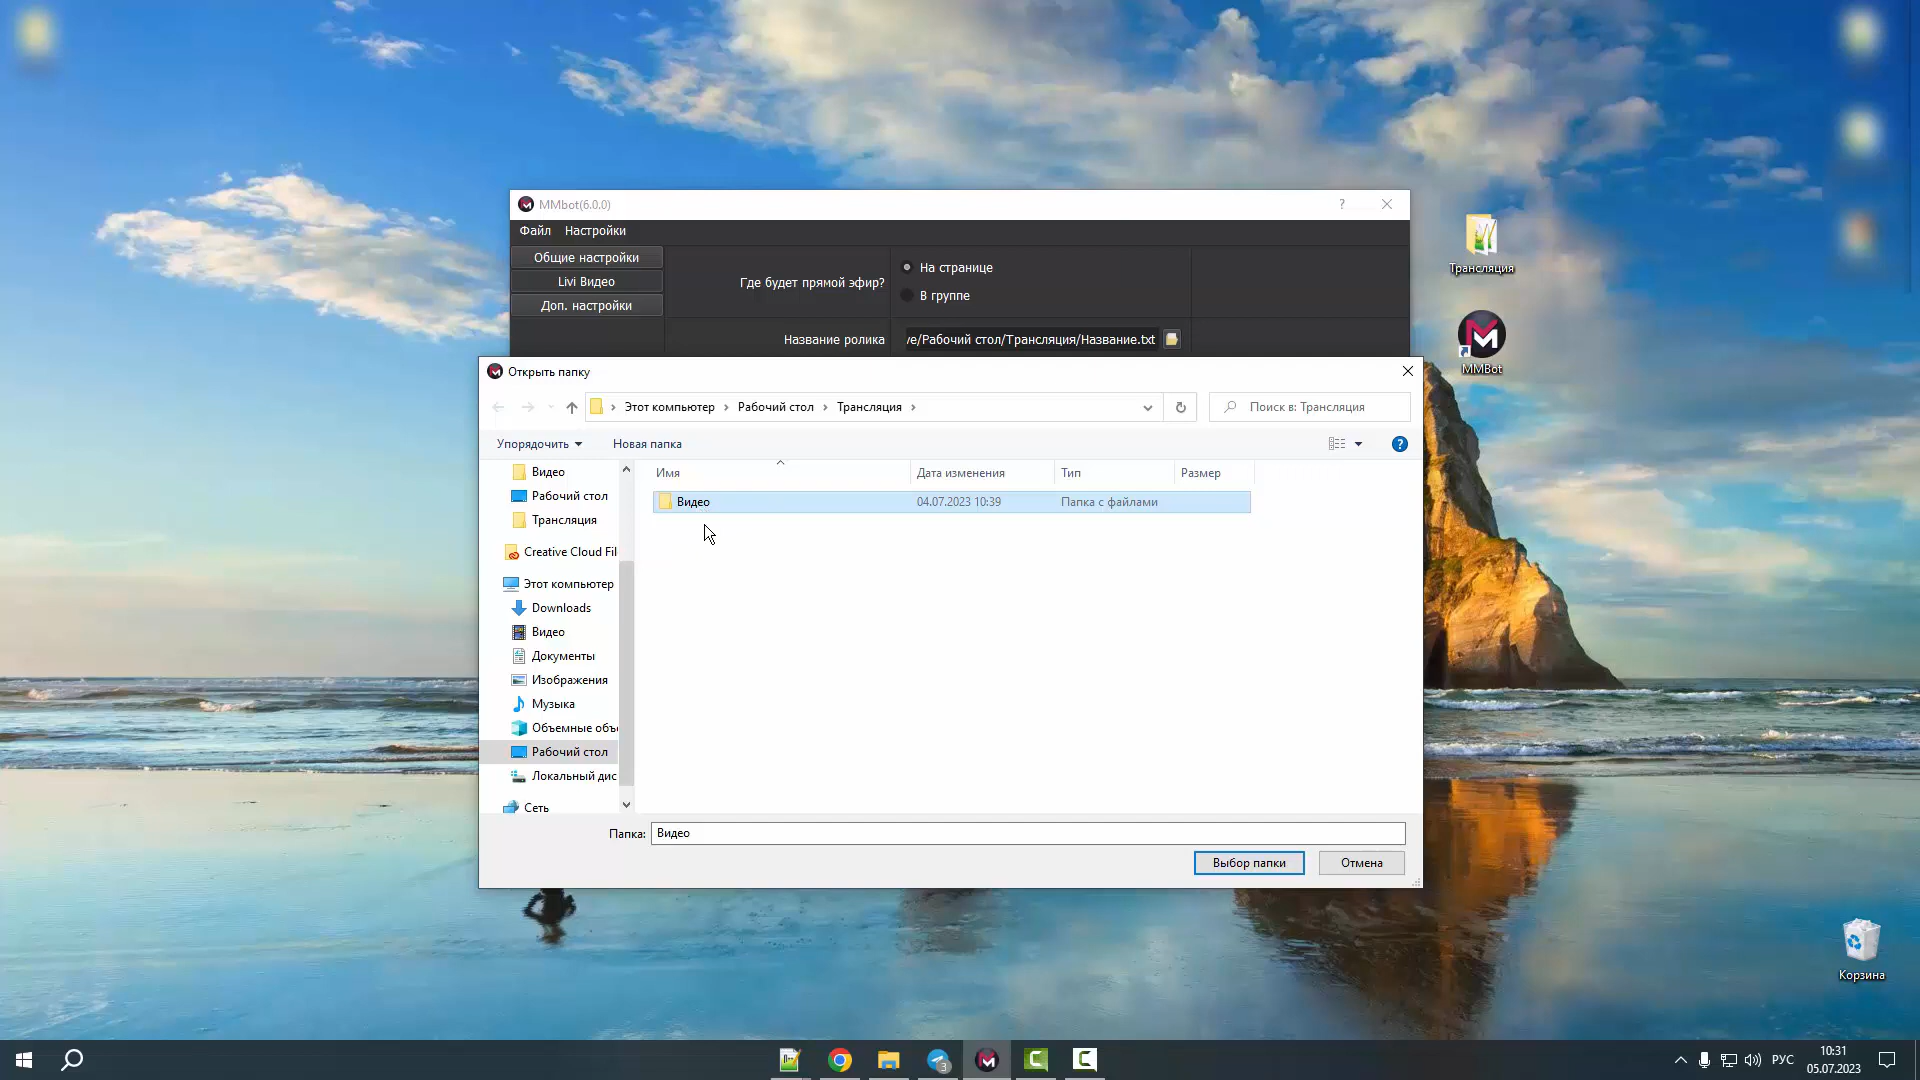 MMbot(6.0.0)
?
Файл
Настройки
Общие настройки
Livi Видео
Доп. настройки
Где будет прямой эфир?
На странице
В группе
Название ролика
/е/Рабочий стол/Трансляция/Название.txt
Открыть папку
Этот компьютер
Рабочий стол
Трансляция
Поиск в: Трансляция
Упорядочить
Новая папка
?
Видео
Рабочий стол
Трансляция
Creative Cloud Fil
Этот компьютер
Downloads
Видео
Документы
Изображения
Музыка
Объемные объ
Рабочий стол
Локальный дис
Сеть
Имя
Дата изменения
Тип
Размер
Видео
04.07.2023 10:39
Папка с файлами
Папка:
Видео
Выбор папки
Отмена
Трансляция
MMBot
Корзина
3
РУС
10:31
05.07.2023